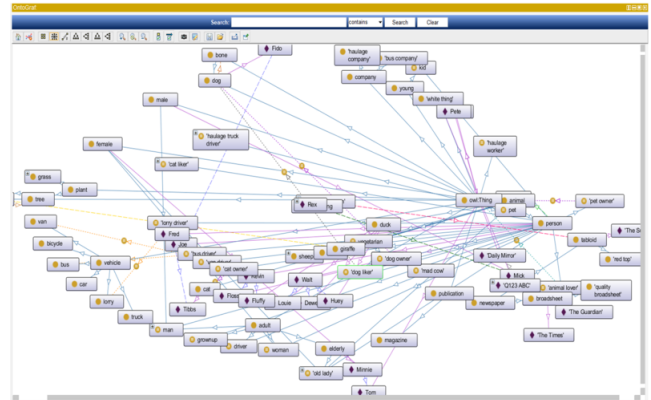 OntoGraf
Search:
contains
Search
Clear
bone
Fido
'haulage
company'
'bus company'
kid
dog
company
young
male
'white thing'
Pete
'haulage truck
driver'
'haulage
worker'
female
'cat liker'
grass
plant
tree
Rex
owl:Thing
animal
'pet owner'
pet
van
'lorry driver'
duck
person
Fred
Joe
vegetarian
tabloid
bicycle
giraffe
'Daily Mirror'
'red top'
bus
vehicle
'dog owner'
'cat owner'
'dog liker'
'mad cow'
Mick
car
cat
Kevin
Walt
'Q123 ABC'
'animal lover'
'quality
broadsheet'
lorry
Tibbs
Fluffy
Louie
Huey
publication
newspaper
broadsheet
'The Guardian'
truck
man
adult
'The Times'
grownup
driver
woman
elderly
magazine
'old lady'
Minnie
Tom